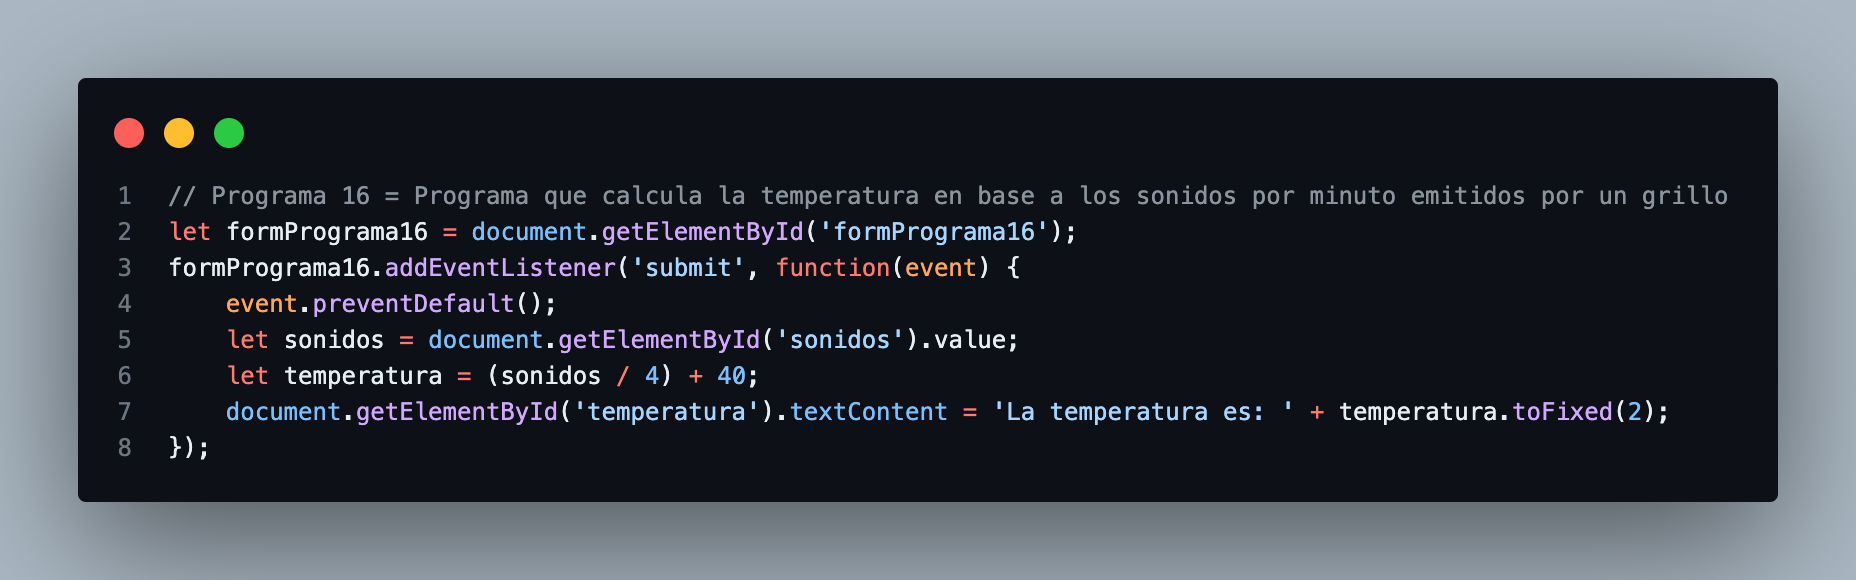 1 // Programa 16 = Programa que calcula la temperatura en base a los sonidos por minuto emitidos por un grillo
2 let formPrograma16 = document.getElementById('formPrograma16');
3 formPrograma16.addEventListener('submit', function(event) {
4     event.preventDefault();
5     let sonidos = document.getElementById('sonidos').value;
6     let temperatura = (sonidos / 4) + 40;
7     document.getElementById('temperatura').textContent = 'La temperatura es: ' + temperatura.toFixed(2);
8 });